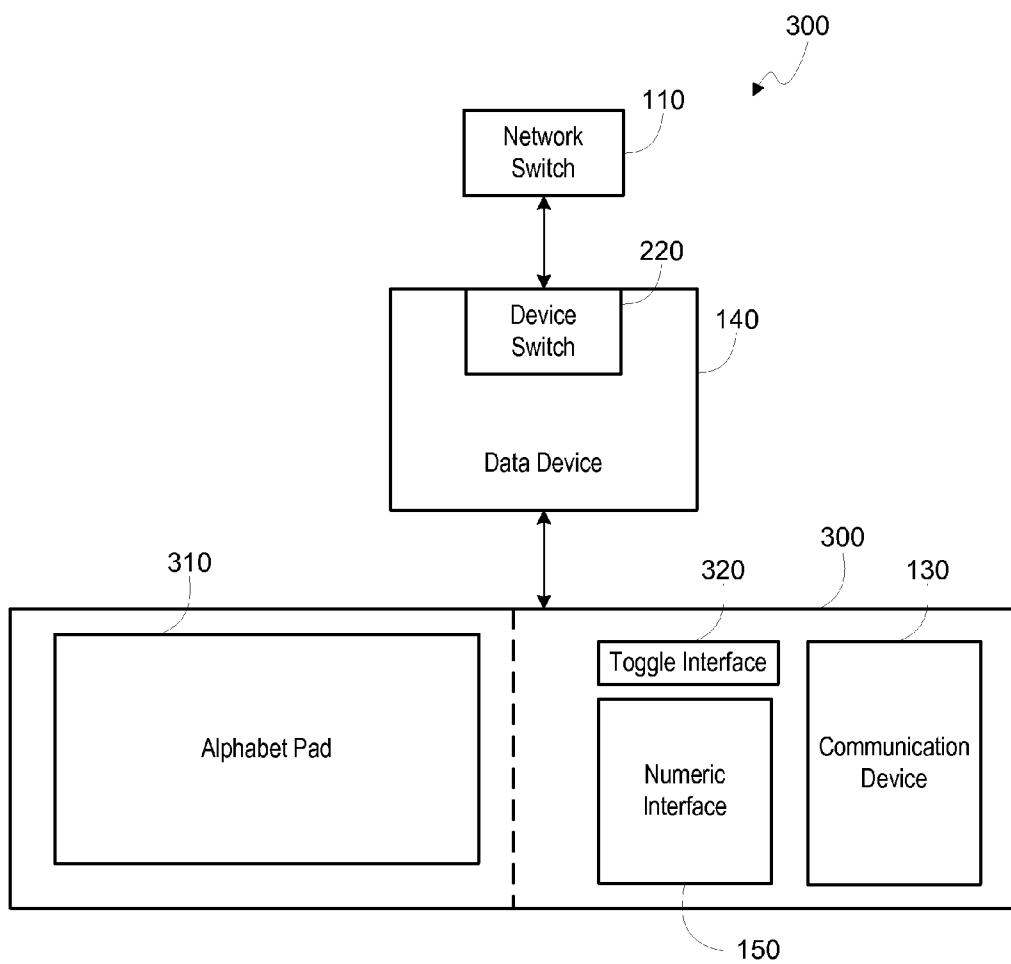 300
110
Network
Switch
220
Device
Switch
140
Data Device
310
320
300
130
Toggle Interface
Alphabet Pad
Numeric
Interface
Communication
Device
150